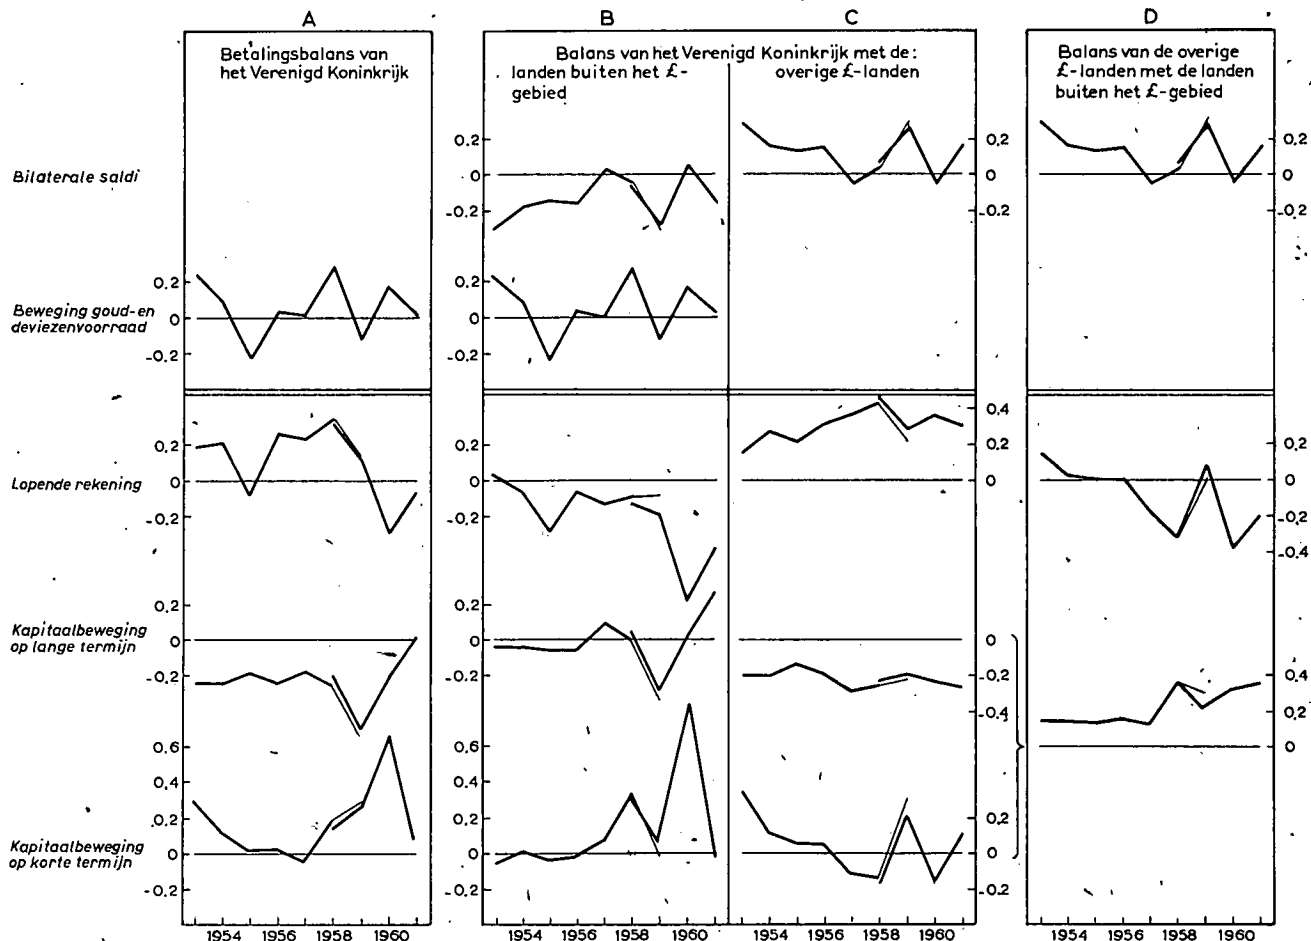 A
B
C
D
Betalingsbalans van
het Verenigd Koninkrijk
Balans van het Verenigd Koninkrijk met de:
landen buiten het £-
gebied
overige £-landen
Balans van de overige
£-landen met de landen
buiten het £-gebied
Bilaterale saldi
0,2
0
-0,2
0,2
0
-0,2
0,2
0
-0,2
Beweging goud-en
deviezenvoorraad
0,2
0
-0,2
0,2
0
-0,2
Lopende rekening
0,2
0
-0,2
0,2
0
-0,2
0,4
0,2
0
0,2
0
-0,2
-0,4
Kapitaalbeweging
op lange termijn
0,2
0
-0,2
0,2
0
-0,2
0
-0,2
-0,4
0,4
0,2
0
Kapitaalbeweging
op korte termijn
0,6
0,4
0,2
0
-0,2
0,6
0,4
0,2
0
-0,2
0,2
0
-0,2
1954 1956 1958 1960
1954 1956 1958 1960
1954 1956 1958 1960
1954 1956 1958 1960